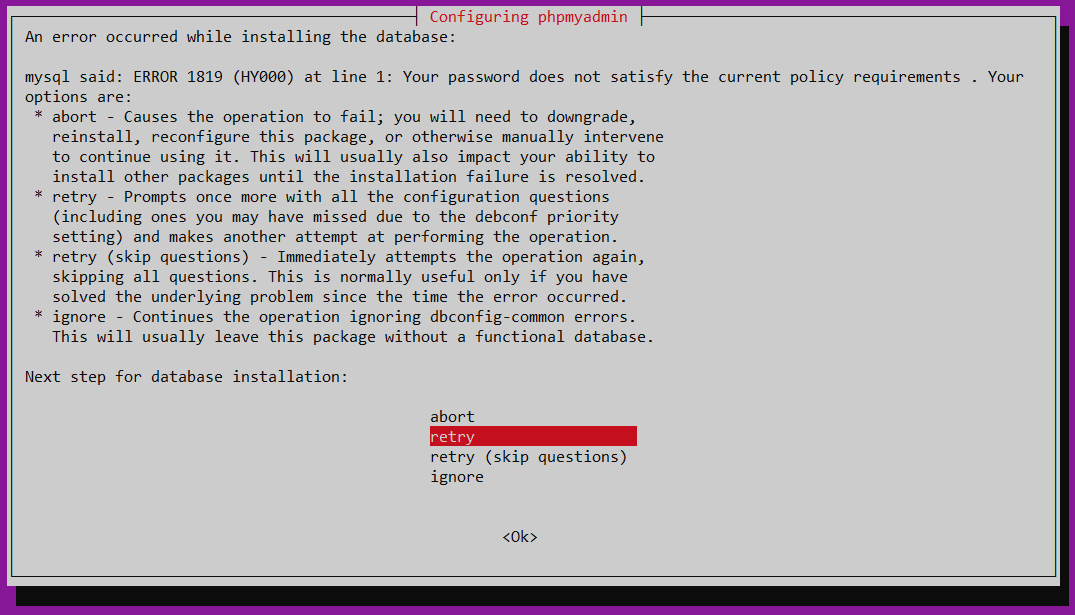 Configuring phpmyadmin
An error occurred while installing the database:
mysql said: ERROR 1819 (HY000) at line 1: Your password does not satisfy the current policy requirements . Your
options are:
* abort - Causes the operation to fail; you will need to downgrade,
reinstall, reconfigure this package, or otherwise manually intervene
to continue using it. This will usually also impact your ability to
install other packages until the installation failure is resolved.
* retry - Prompts once more with all the configuration questions
(including ones you may have missed due to the debconf priority
setting) and makes another attempt at performing the operation.
* retry (skip questions) - Immediately attempts the operation again,
skipping all questions. This is normally useful only if you have
solved the underlying problem since the time the error occurred.
* ignore - Continues the operation ignoring dbconfig-common errors.
This will usually leave this package without a functional database.
Next step for database installation:
abort
retry
retry (skip questions)
ignore
<Ok>